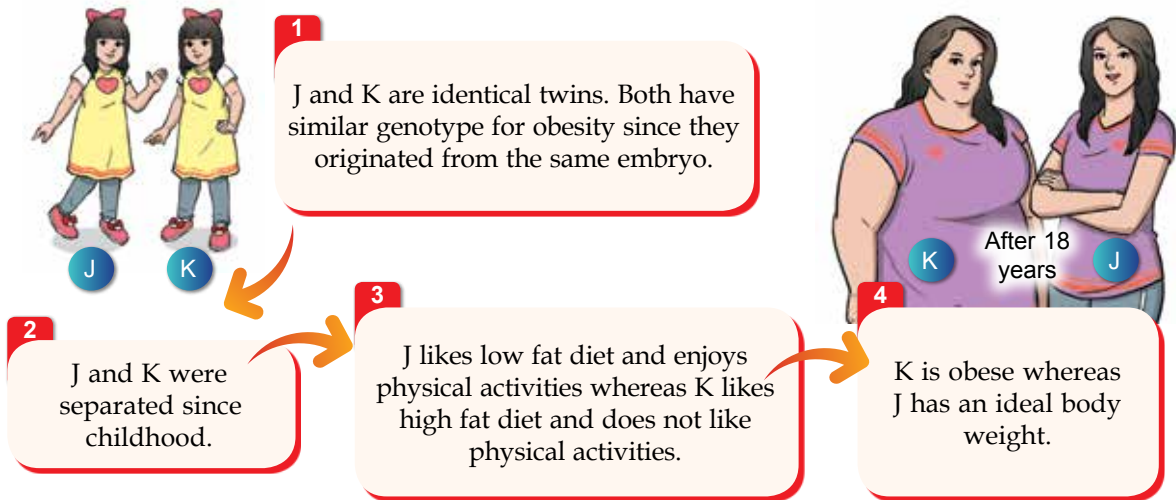 1
J and K are identical twins. Both have
similar genotype for obesity since they
originated from the same embryo.
J
K
2
J and K were
separated since
childhood.
3
J likes low fat diet and enjoys
physical activities whereas K likes
high fat diet and does not like
physical activities.
K
After 18
years
J
4
K is obese whereas
J has an ideal body
weight.